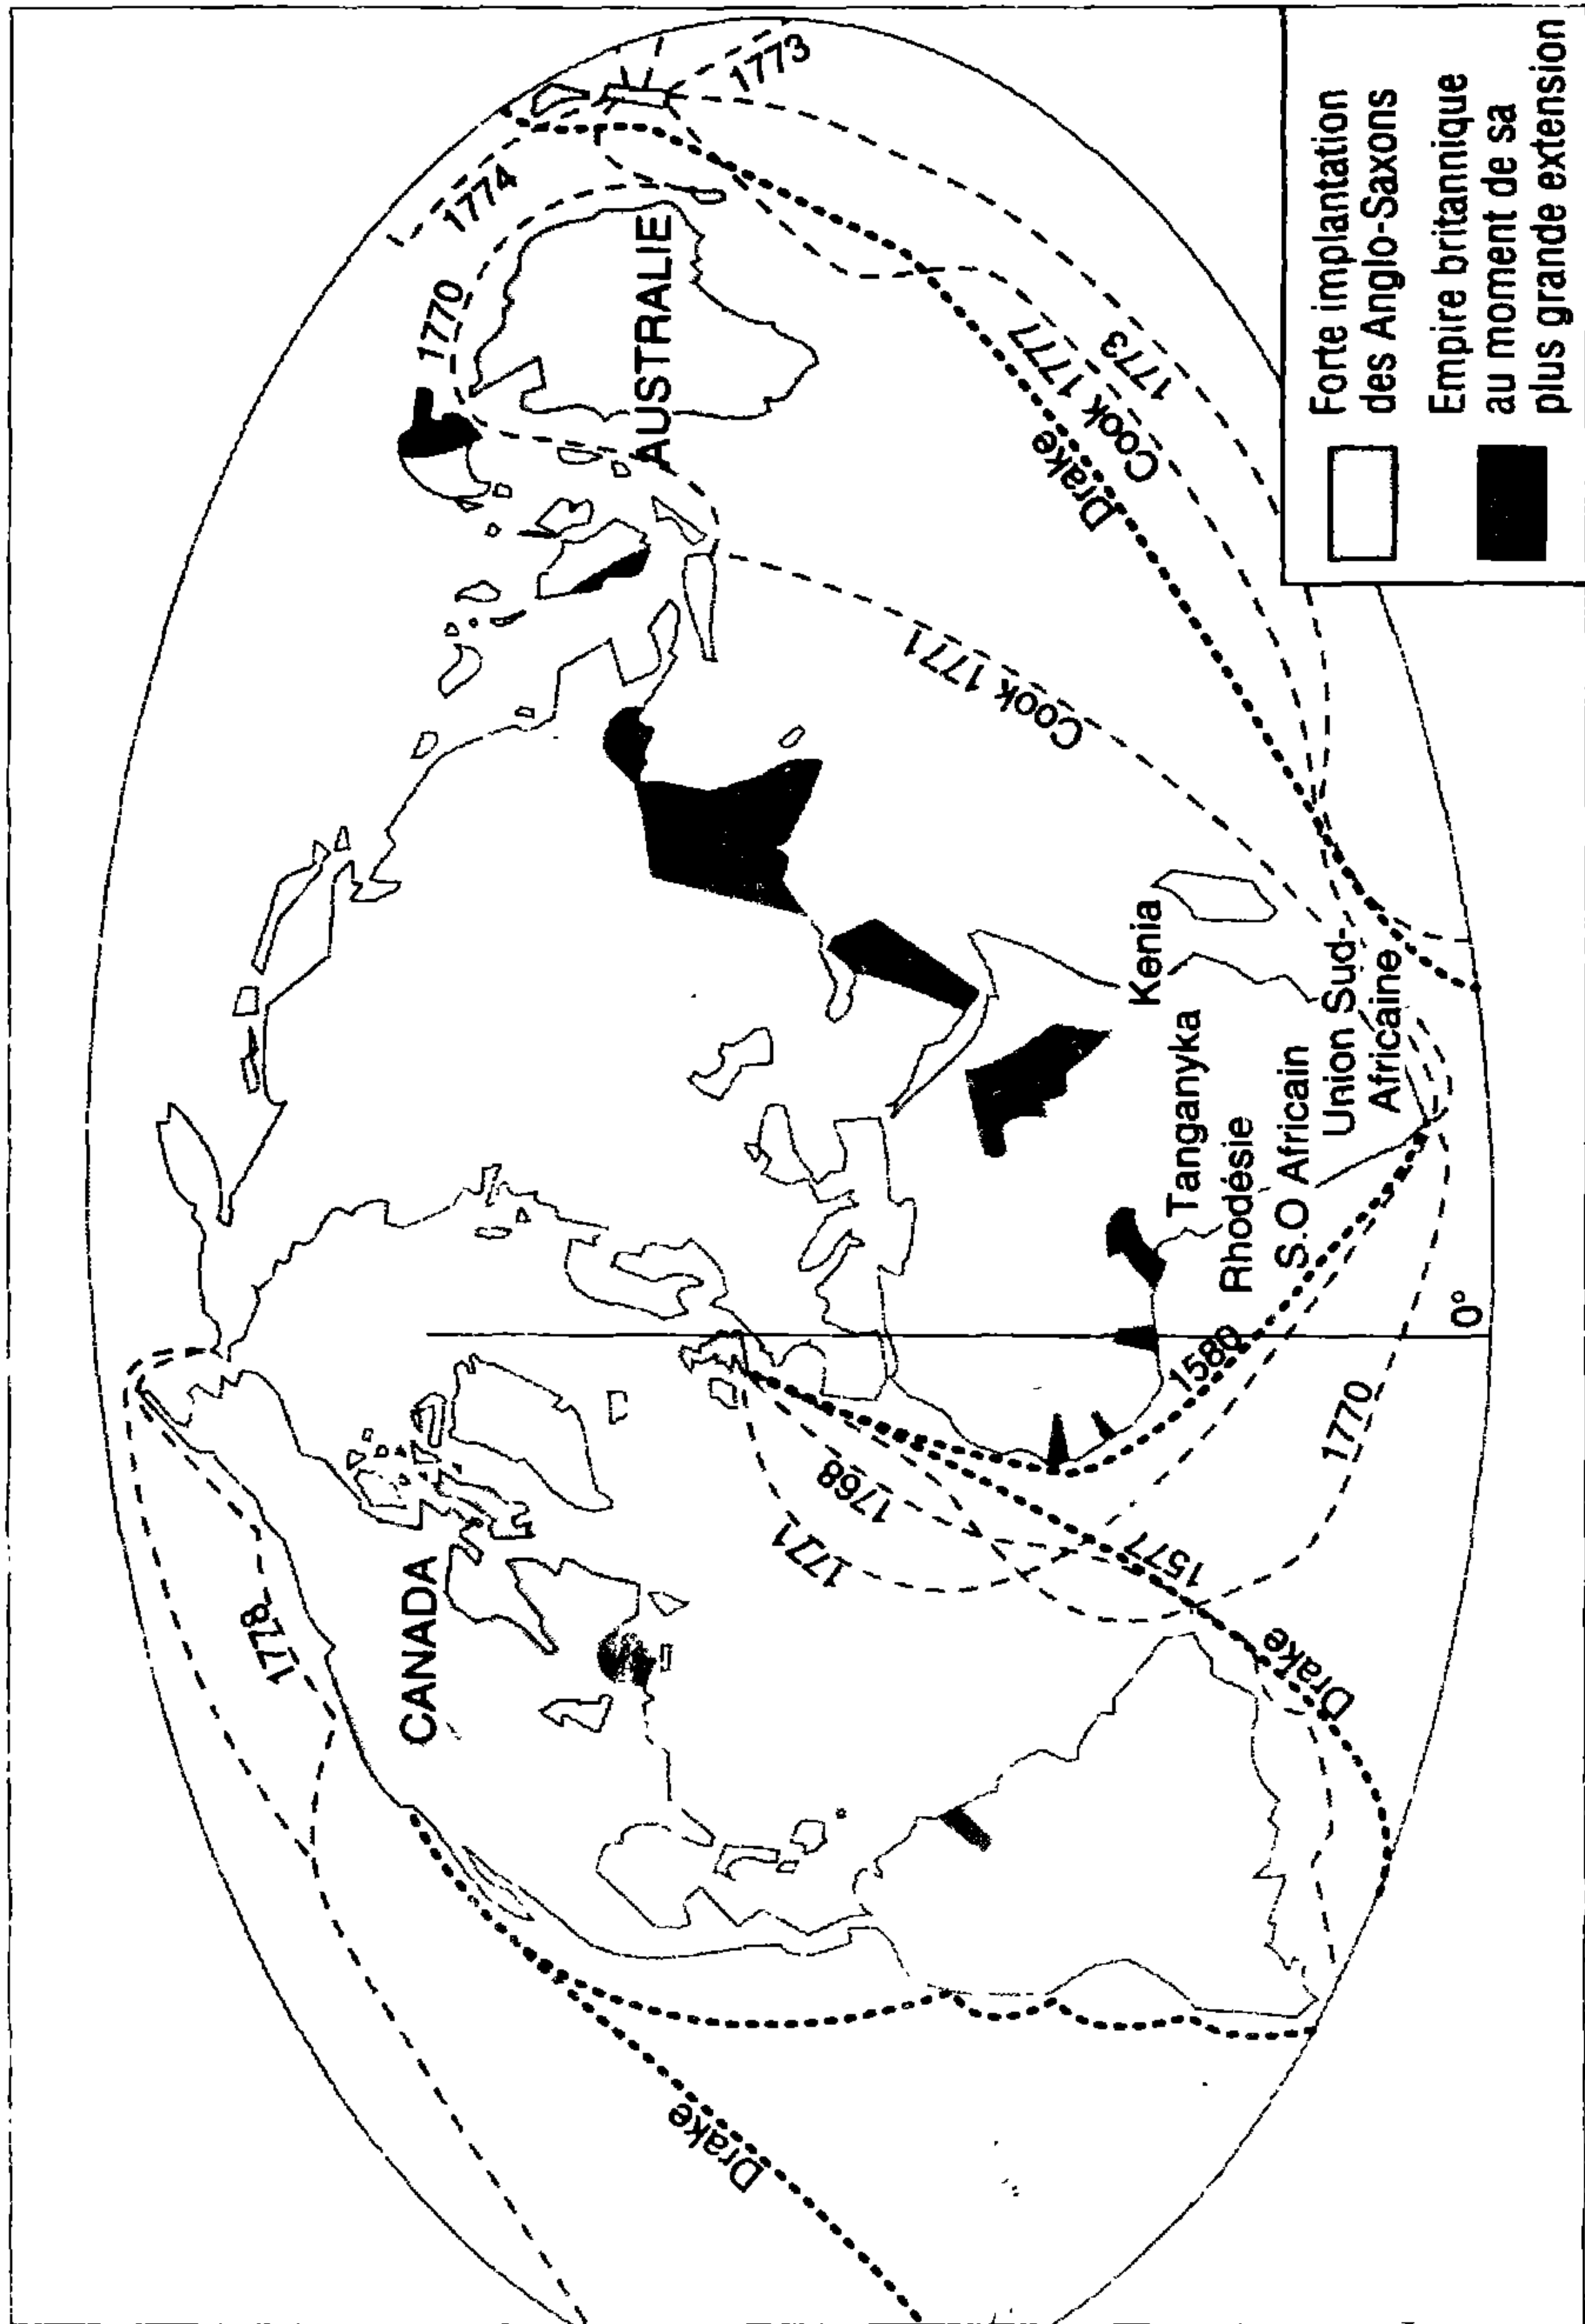 1773
1774
1770
AUSTRALIE
Drake
Cook 1777
1773
Cook 1771
Kenia
Tanganyka
Rhodésie
S.O Africain
Union Sud-
Africaine
0°
1580
1770
1768
1771
1577
Drake
CANADA
1778
Drake
Forte implantation
des Anglo-Saxons
Empire britannique
au moment de sa
plus grande extension